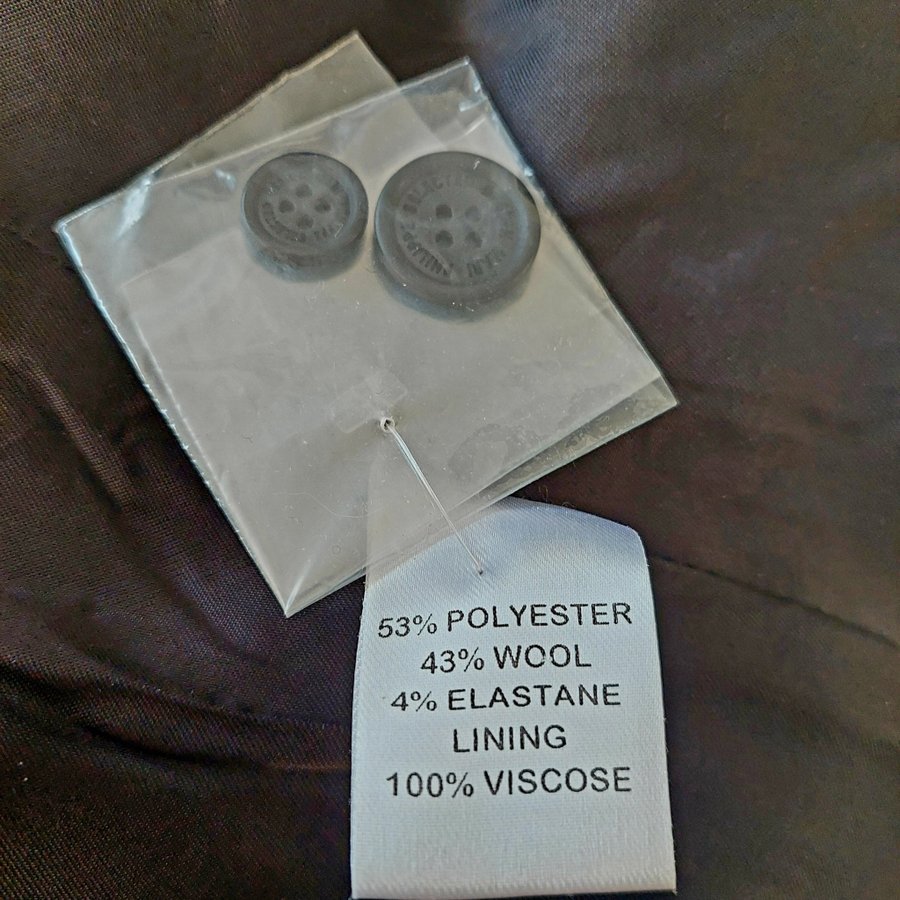 53% POLYESTER
43% WOOL
4% ELASTANE
LINING
100% VISCOSE